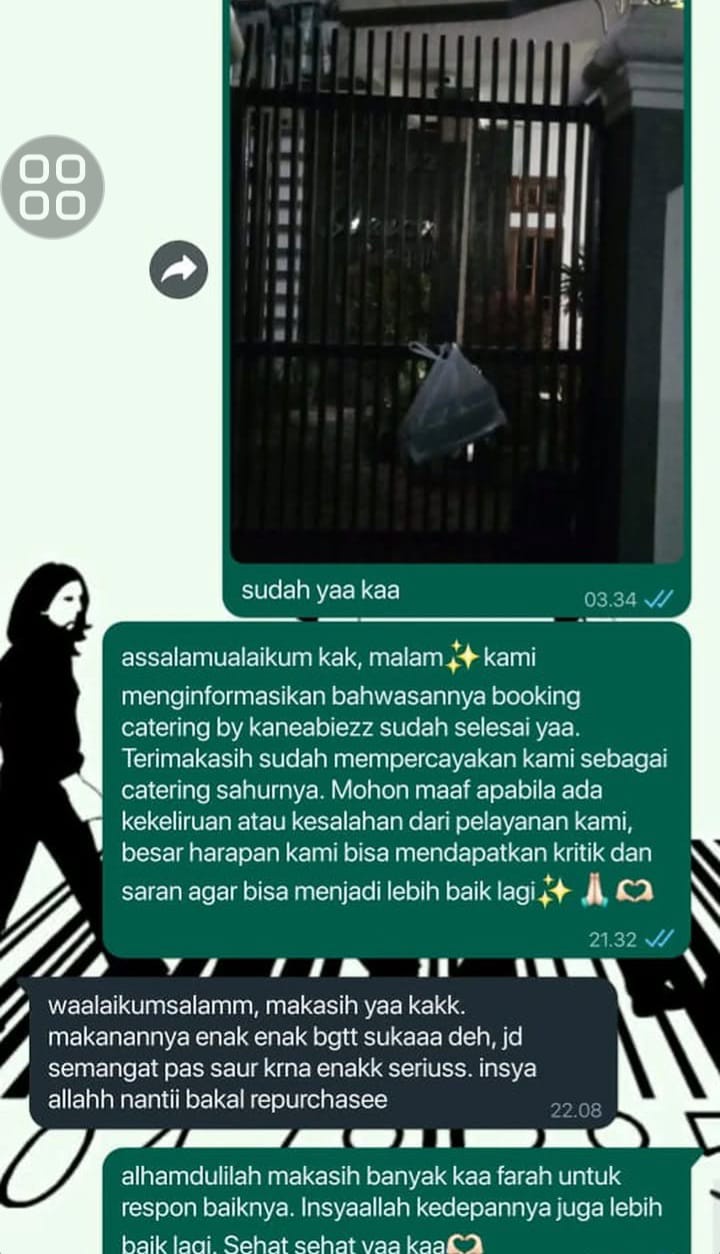 sudah yaa kaa
03.34
assalamualaikum kak, malam✨ kami
menginformasikan bahwasannya booking
catering by kaneabiezz sudah selesai yaa.
Terimakasih sudah mempercayakan kami sebagai
catering sahurnya. Mohon maaf apabila ada
kekeliruan atau kesalahan dari pelayanan kami,
besar harapan kami bisa mendapatkan kritik dan
saran agar bisa menjadi lebih baik lagi✨🙏🏻🫶🏻
21.32
waalaikumsalamm, makasih yaa kakk.
makanannya enak enak bgtt sukaaa deh, jd
semangat pas saur krna enakk seriuss. insya
allahh nantii bakal repurchasee
22.08
alhamdulilah makasih banyak kaa farah untuk
respon baiknya. Insyaallah kedepannya juga lebih
baik lagi. Sehat sehat yaa kaa🫶🏻